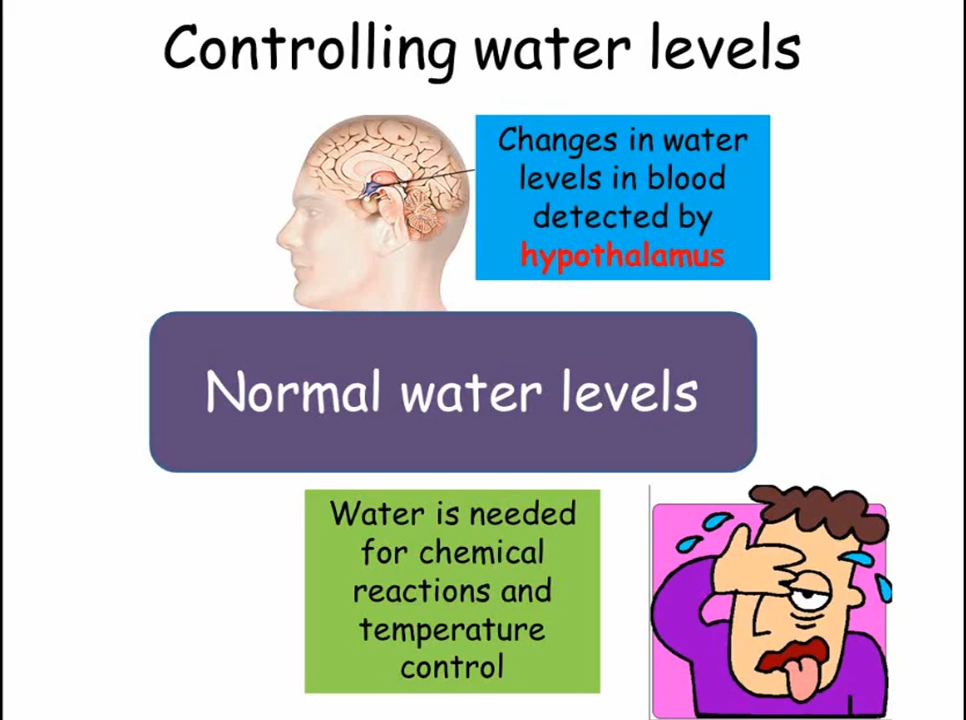 Controlling water levels
Changes in water
levels in blood
detected by
hypothalamus
Normal water levels
Water is needed
for chemical
reactions and
temperature
control